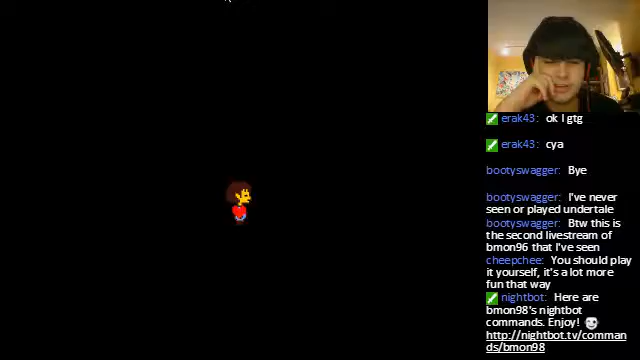 erak43: ok I gtg
erak43: cya
bootyswagger: Bye
bootyswagger: I've never
seen or played undertale
bootyswagger: Btw this is
the second livestream of
bmon96 that I've seen
cheepchee: You should play
it yourself, it's a lot more
fun that way
nightbot: Here are
bmon98's nightbot
commands. Enjoy!
http://nightbot.tv/comman
ds/bmon98